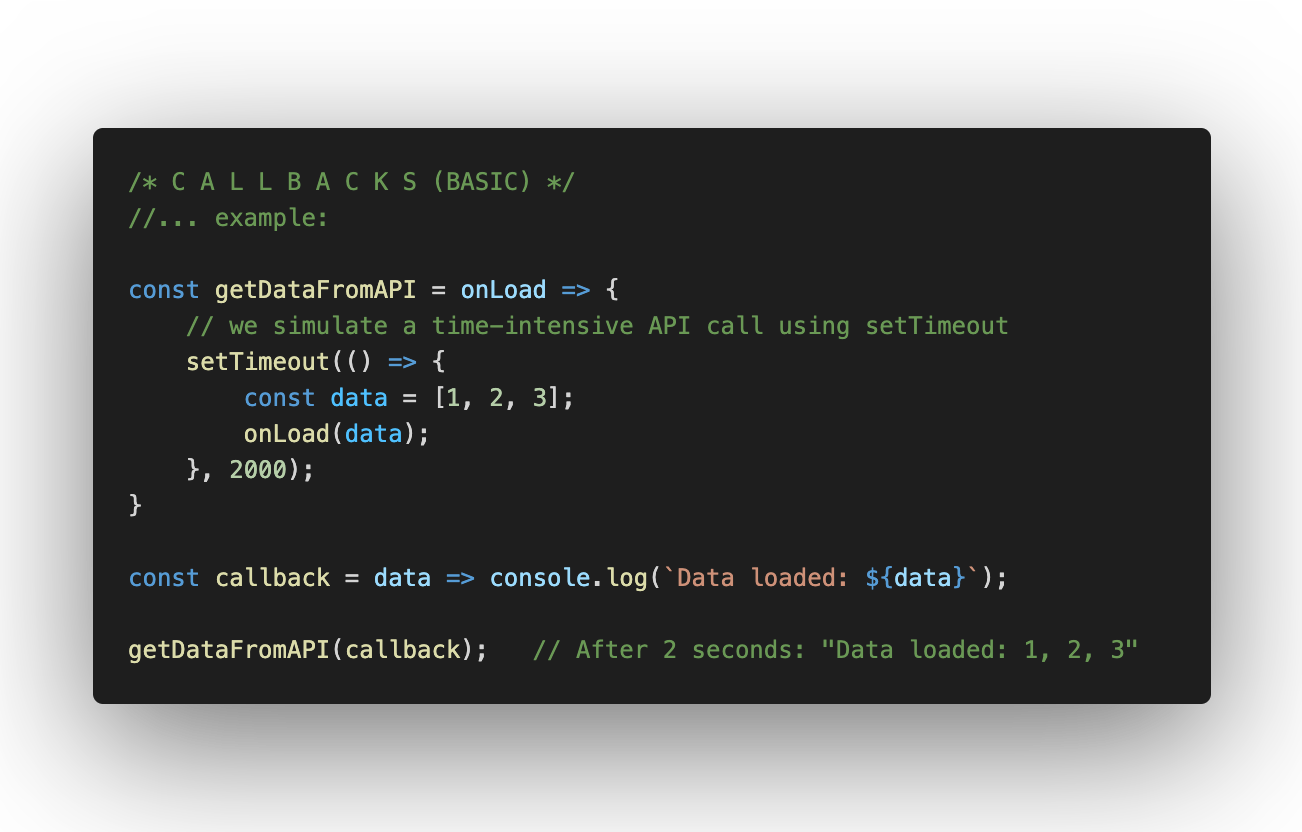 /* C A L L B A C K S (BASIC) */
//... example:

const getDataFromAPI = onLoad => {
    // we simulate a time-intensive API call using setTimeout
    setTimeout(() => {
        const data = [1, 2, 3];
        onLoad(data);
    }, 2000);
}

const callback = data => console.log(`Data loaded: ${data}`);

getDataFromAPI(callback);   // After 2 seconds: "Data loaded: 1, 2, 3"